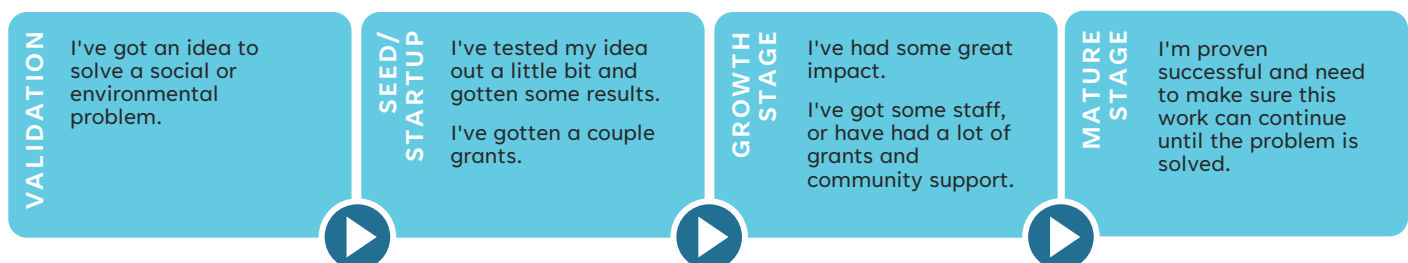 VALIDATION
I've got an idea to
solve a social or
environmental
problem.
SEED/
STARTUP
I've tested my idea
out a little bit and
gotten some results.
I've gotten a couple
grants.
GROWTH
STAGE
I've had some great
impact.
I've got some staff,
or have had a lot of
grants and
community support.
MATURE
STAGE
I'm proven
successful and need
to make sure this
work can continue
until the problem is
solved.